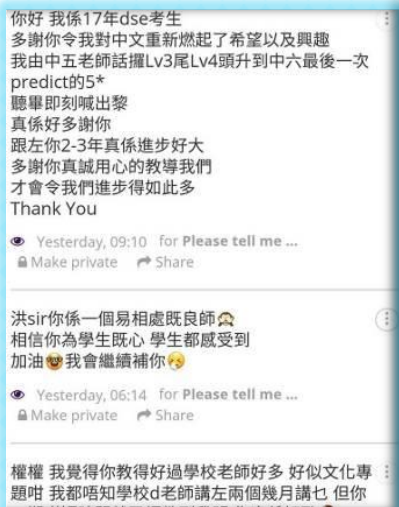 你好 我係17年dse考生
多謝你令我對中文重新燃起了希望以及興趣
我由中五老師話攞Lv3尾Lv4頭升到中六最後一次
predict的5*
聽畢即刻喊出黎
真係好多謝你
跟左你2-3年真係進步好大
多謝你真誠用心的教導我們
才會令我們進步得如此多
Thank You
Yesterday, 09:10 for Please tell me ...
Make private Share
洪sir你係一個易相處既良師
相信你為學生既心 學生都感受到
加油 我會繼續補你
Yesterday, 06:14 for Please tell me ...
Make private Share
權權 我覺得你教得好過學校老師好多 好似文化專
題咁 我都唔知學校d老師講左兩個幾月講乜 但你